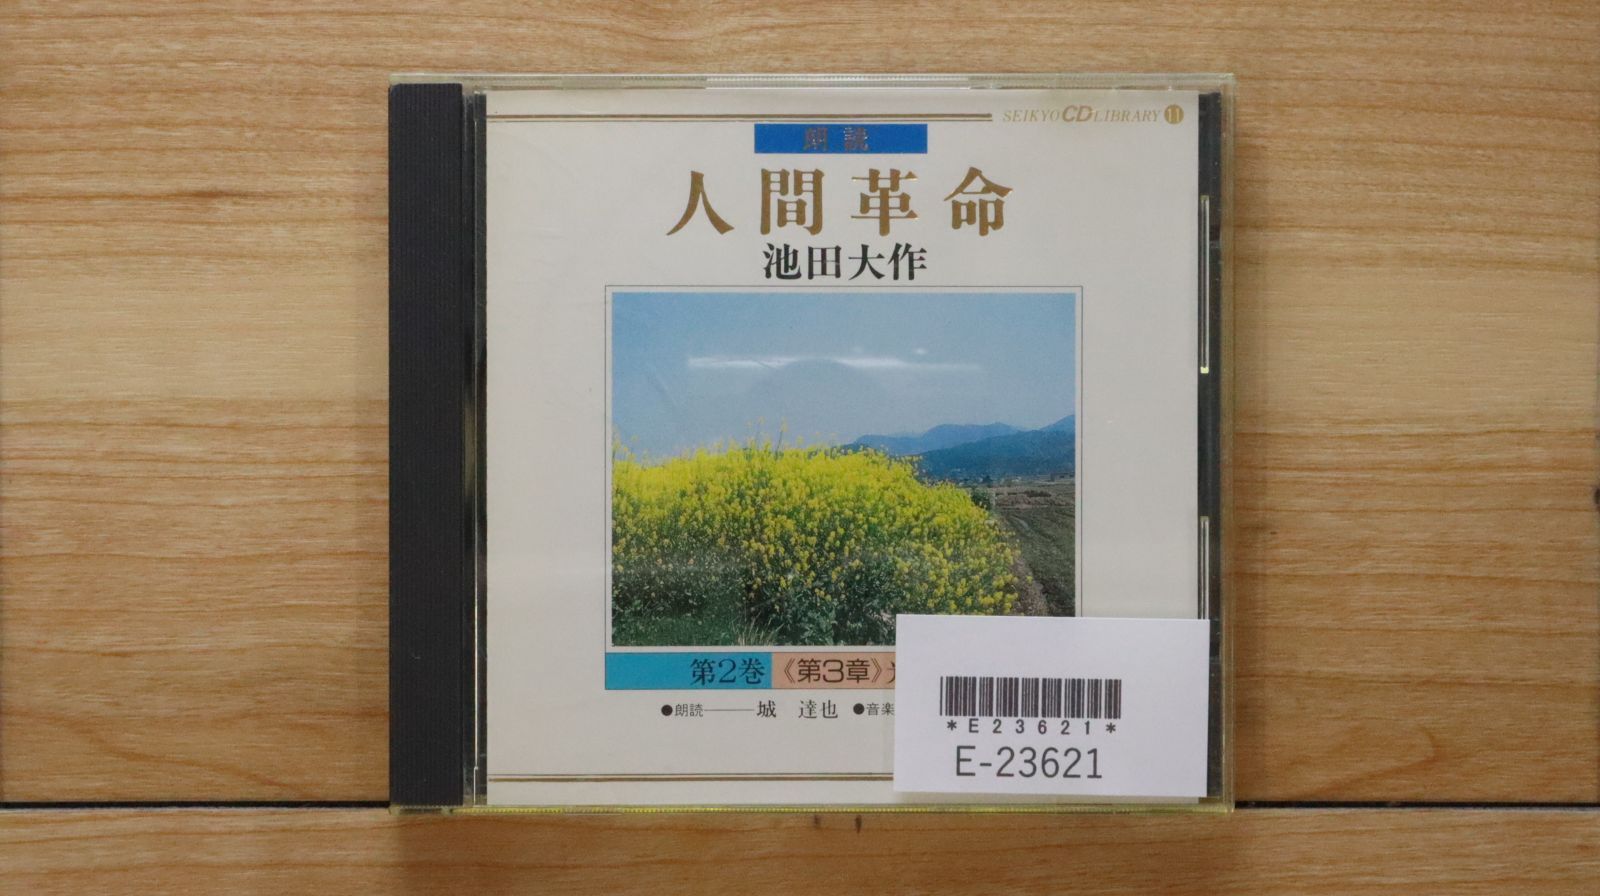 SEIKYO CD LIBRARY 11
朗読
人間革命
池田大作
第2巻 《第3章》
●朗読――城 達也 ●音楽
*E23621*
E-23621